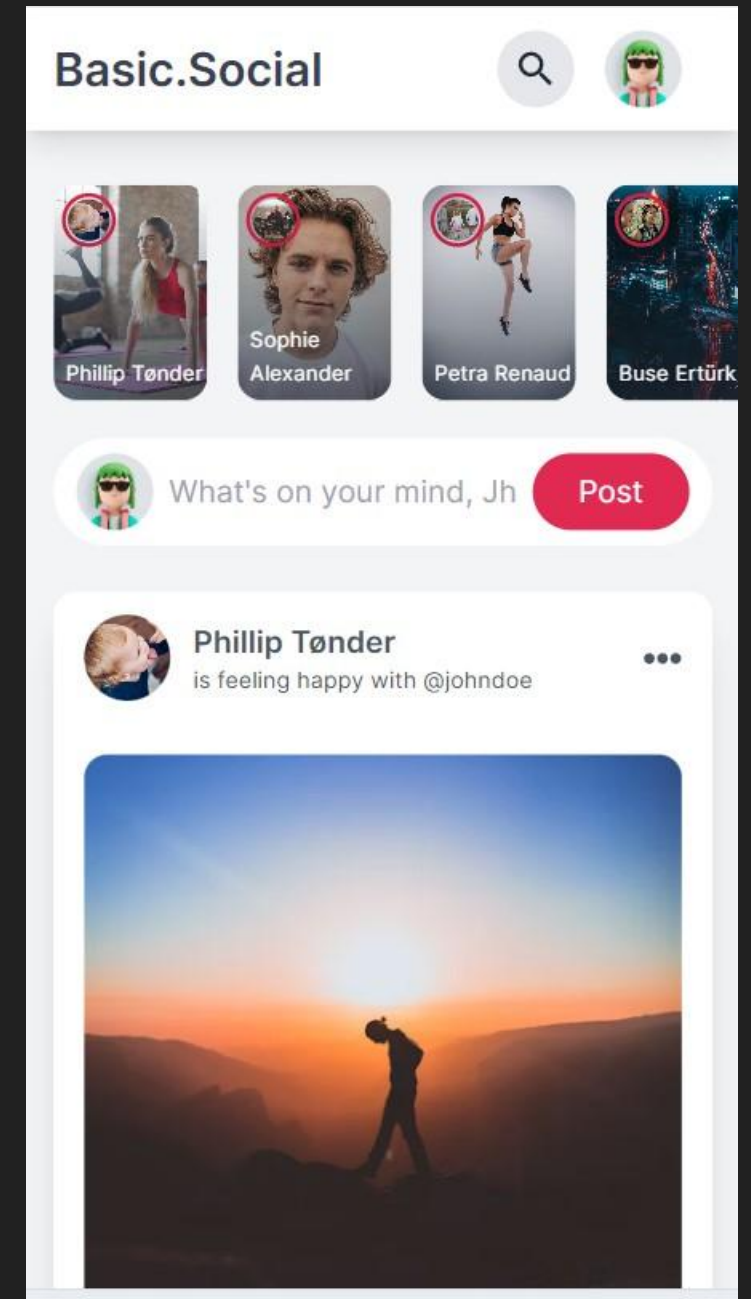 Basic.Social
Phillip Tønder
Sophie
Alexander
Petra Renaud
Buse Ertürk
What's on your mind, Jh
Post
Phillip Tønder
is feeling happy with @johndoe